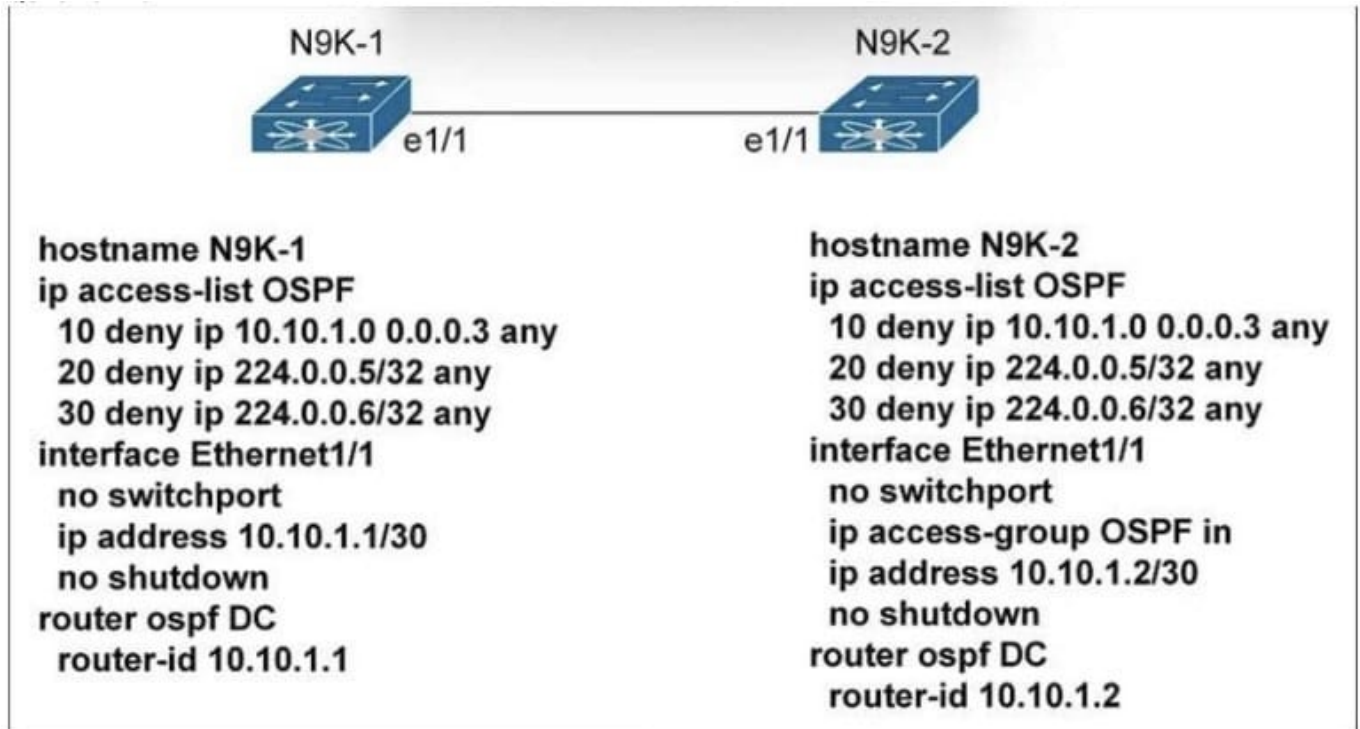 N9K-1
N9K-2
e1/1
e1/1
hostname N9K-1
ip access-list OSPF
10 deny ip 10.10.1.0 0.0.0.3 any
20 deny ip 224.0.0.5/32 any
30 deny ip 224.0.0.6/32 any
interface Ethernet1/1
no switchport
ip address 10.10.1.1/30
no shutdown
router ospf DC
router-id 10.10.1.1
hostname N9K-2
ip access-list OSPF
10 deny ip 10.10.1.0 0.0.0.3 any
20 deny ip 224.0.0.5/32 any
30 deny ip 224.0.0.6/32 any
interface Ethernet1/1
no switchport
ip access-group OSPF in
ip address 10.10.1.2/30
no shutdown
router ospf DC
router-id 10.10.1.2